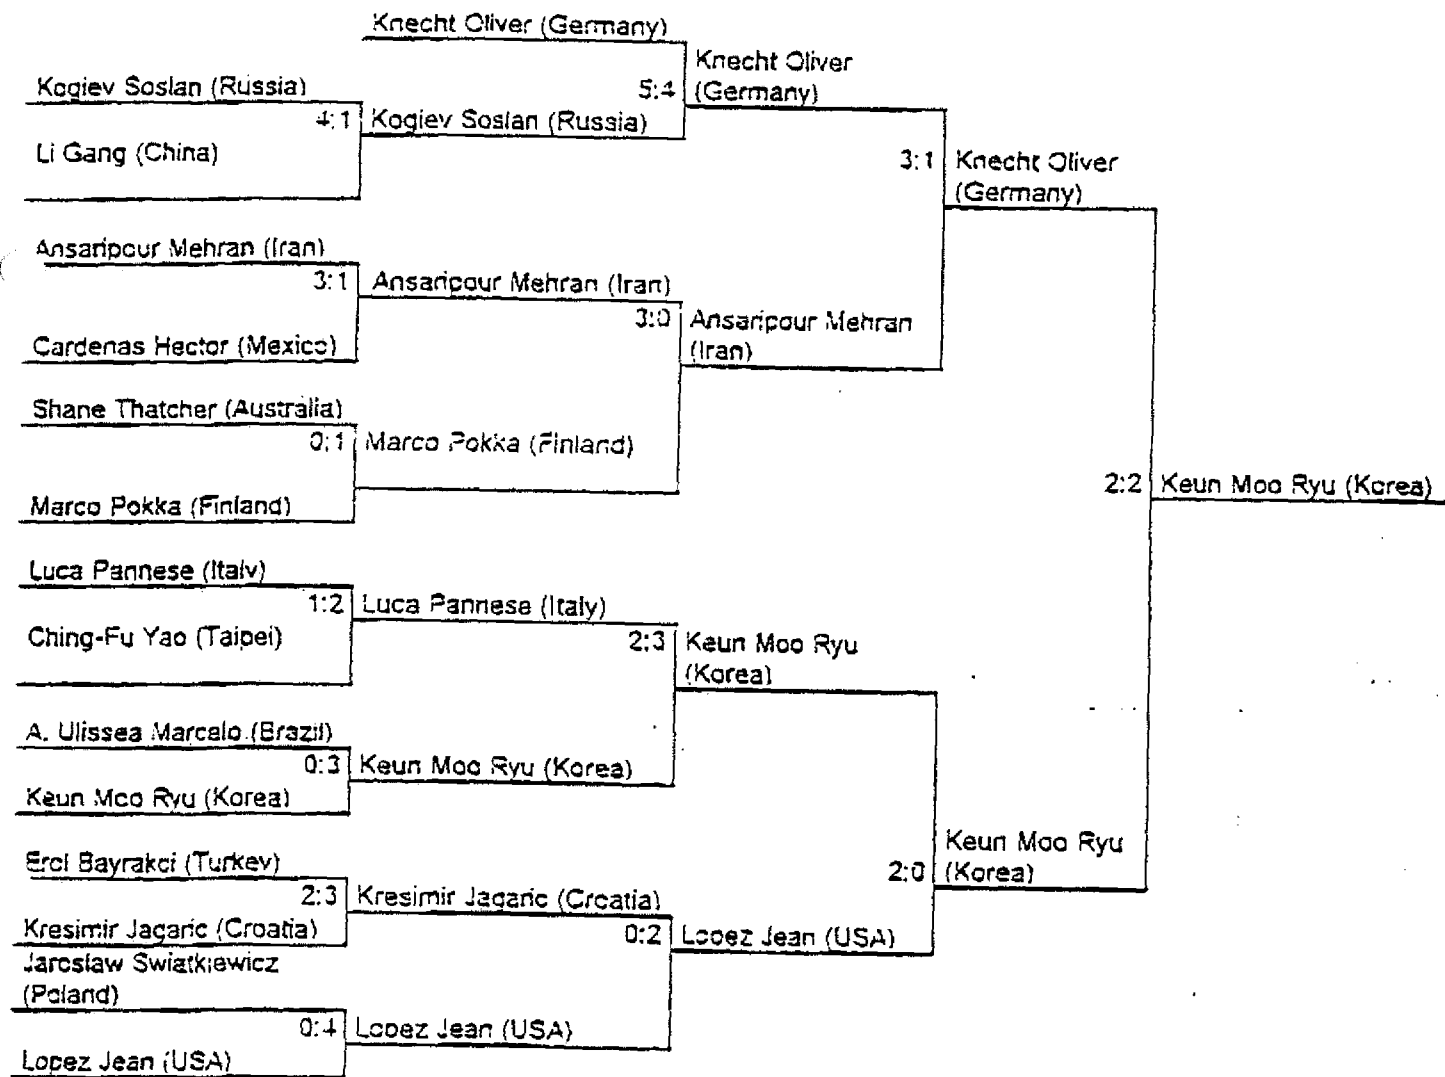 Knecht Oliver (Germany)
Knecht Oliver
(Germany)
5:4
Kogiev Soslan (Russia)
4:1
Kogiev Soslan (Russia)
Li Gang (China)
3:1
Knecht Oliver
(Germany)
Ansaripour Mehran (Iran)
3:1
Ansaripour Mehran (Iran)
3:0
Ansaripour Mehran
(Iran)
Cardenas Hector (Mexico)
Shane Thatcher (Australia)
0:1
Marco Pokka (Finland)
Marco Pokka (Finland)
2:2
Keun Moo Ryu (Korea)
Luca Pannese (Italy)
1:2
Luca Pannese (Italy)
Ching-Fu Yao (Taipei)
2:3
Keun Moo Ryu
(Korea)
A. Ulissea Marcelo (Brazil)
0:3
Keun Moo Ryu (Korea)
Keun Moo Ryu (Korea)
Keun Moo Ryu
(Korea)
2:0
Erol Bayrakci (Turkey)
2:3
Kresimir Jagaric (Croatia)
Kresimir Jagaric (Croatia)
0:2
Lopez Jean (USA)
Jaroslaw Swiatkiewicz
(Poland)
0:4
Lopez Jean (USA)
Lopez Jean (USA)